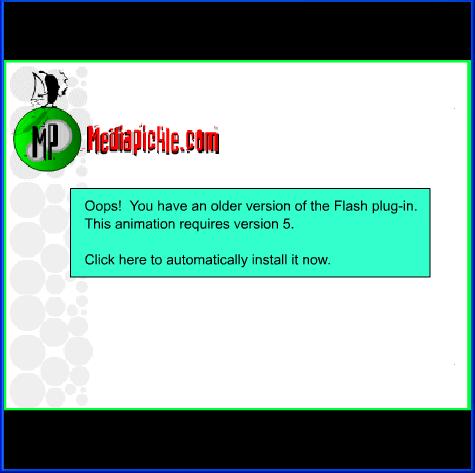 MP
Mediapickle.com
Oops! You have an older version of the Flash plug-in.
This animation requires version 5.
Click here to automatically install it now.